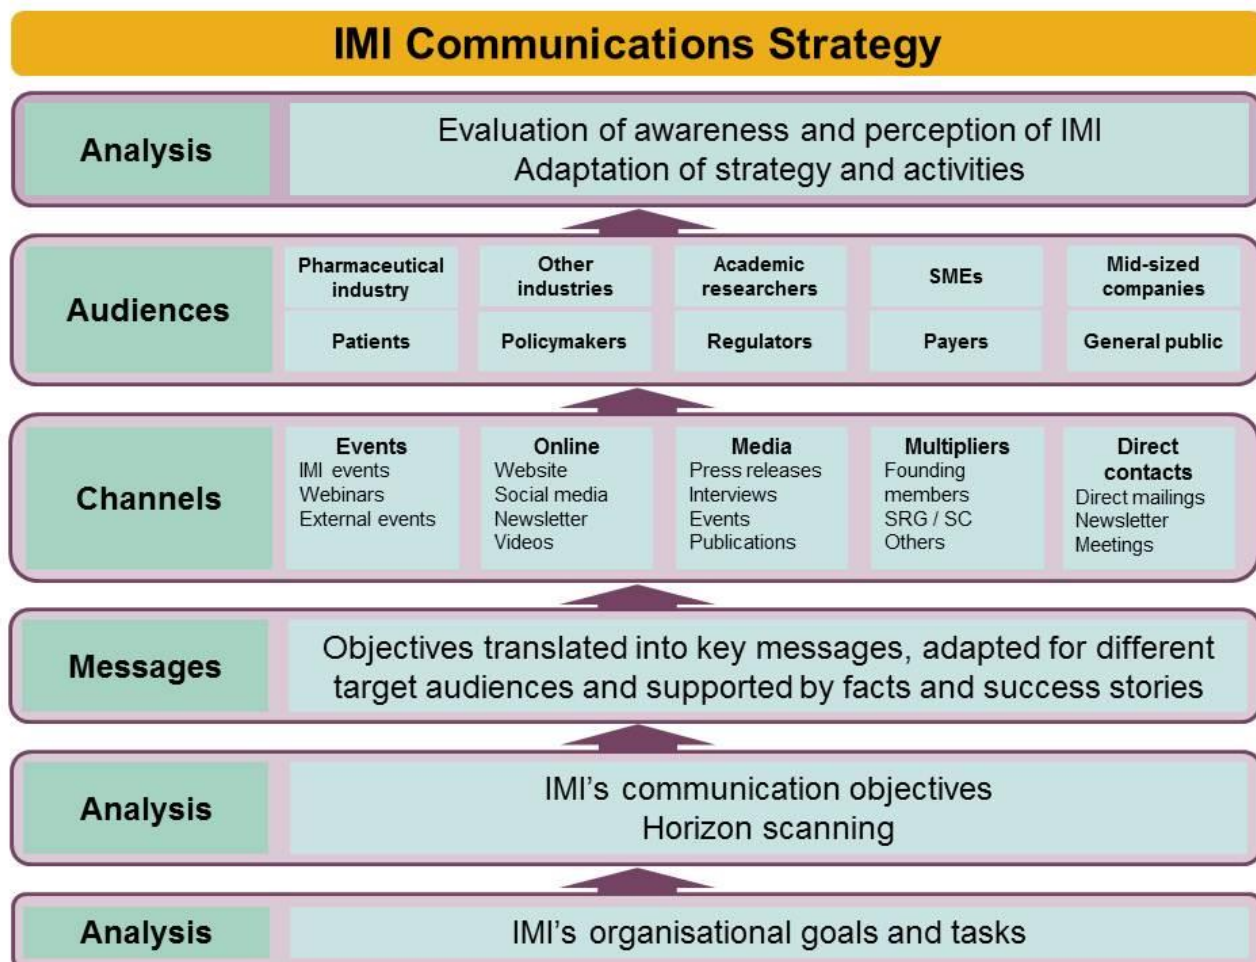 IMI Communications Strategy
Analysis
Evaluation of awareness and perception of IMI
Adaptation of strategy and activities
Audiences
Pharmaceutical
industry
Other
industries
Academic
researchers
SMEs
Mid-sized
companies
Patients
Policymakers
Regulators
Payers
General public
Channels
Events
IMI events
Webinars
External events
Online
Website
Social media
Newsletter
Videos
Media
Press releases
Interviews
Events
Publications
Multipliers
Founding
members
SRG / SC
Others
Direct
contacts
Direct mailings
Newsletter
Meetings
Messages
Objectives translated into key messages, adapted for different
target audiences and supported by facts and success stories
Analysis
IMI's communication objectives
Horizon scanning
Analysis
IMI's organisational goals and tasks